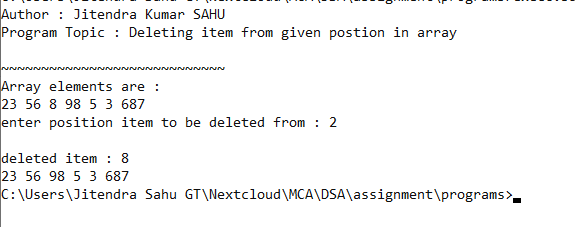 Author : Jitendra Kumar SAHU
Program Topic : Deleting item from given postion in array
~~~~~~~~~~~~~~~~~~~~~~~~~~~~
Array elements are :
23 56 8 98 5 3 687
enter position item to be deleted from : 2
deleted item : 8
23 56 98 5 3 687
C:\Users\Jitendra Sahu GT\Nextcloud\MCA\DSA\assignment\programs>